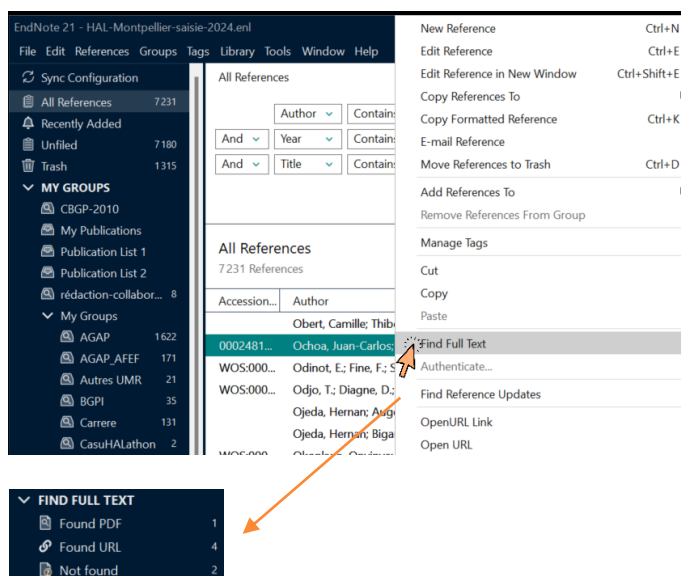 EndNote 21 - HAL-Montpellier-saisie-2024.enl
File Edit References Groups Tags Library Tools Window Help
Sync Configuration
All References 7231
Recently Added
Unfiled 7180
Trash 1315
MY GROUPS
CBGP-2010
My Publications
Publication List 1
Publication List 2
rédaction-collabor... 8
My Groups
AGAP 1622
AGAP_AFEF 171
Autres UMR 21
BGPI 35
Carrere 131
CasuHALathon 2
All References
Author Contain
And Year Contain
And Title Contain
All References
7231 References
Accession... Author
Obert, Camille; Thib
0002481... Ochoa, Juan-Carlos;
WOS:000... Odinot, E.; Fine, F.; S
WOS:000... Odjo, T.; Diagne, D.;
Ojeda, Hernan; Aug
Ojeda, Hernan; Biga
New Reference Ctrl+N
Edit Reference Ctrl+E
Edit Reference in New Window Ctrl+Shift+E
Copy References To
Copy Formatted Reference Ctrl+K
E-mail Reference
Move References to Trash Ctrl+D
Add References To
Remove References From Group
Manage Tags
Cut
Copy
Paste
Find Full Text
Authenticate...
Find Reference Updates
OpenURL Link
Open URL
FIND FULL TEXT
Found PDF 1
Found URL 4
Not found 2